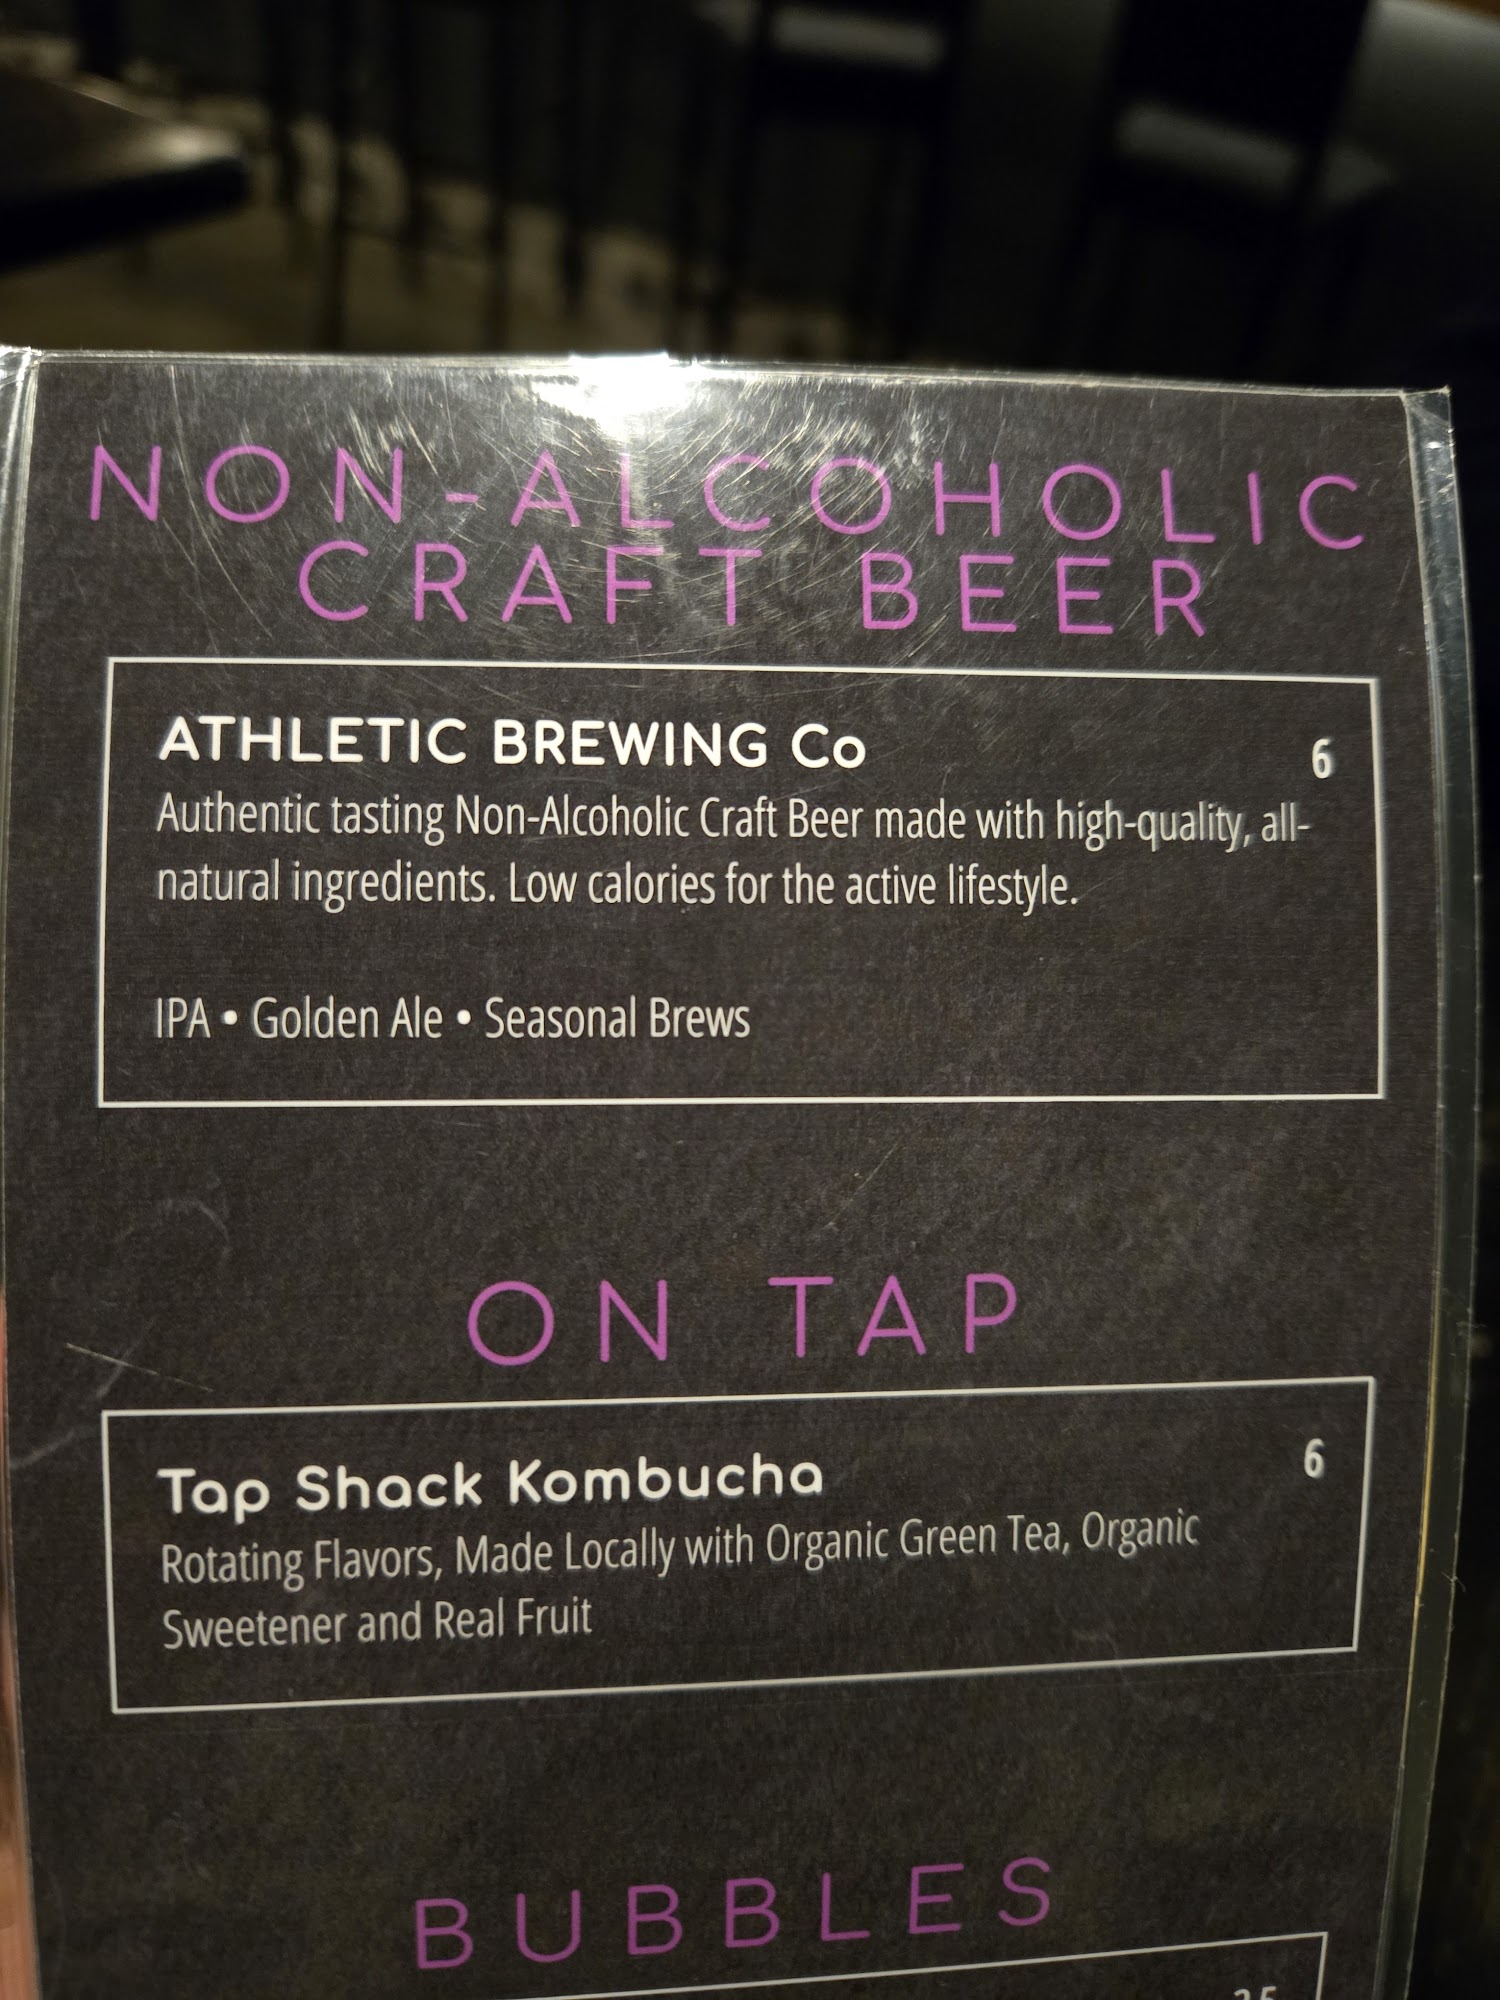 NON-ALCOHOLIC
CRAFT BEER
ATHLETIC BREWING Co 6
Authentic tasting Non-Alcoholic Craft Beer made with high-quality, all-
natural ingredients. Low calories for the active lifestyle.
IPA • Golden Ale • Seasonal Brews
ON TAP
Tap Shack Kombucha 6
Rotating Flavors, Made Locally with Organic Green Tea, Organic
Sweetener and Real Fruit
BUBBLES